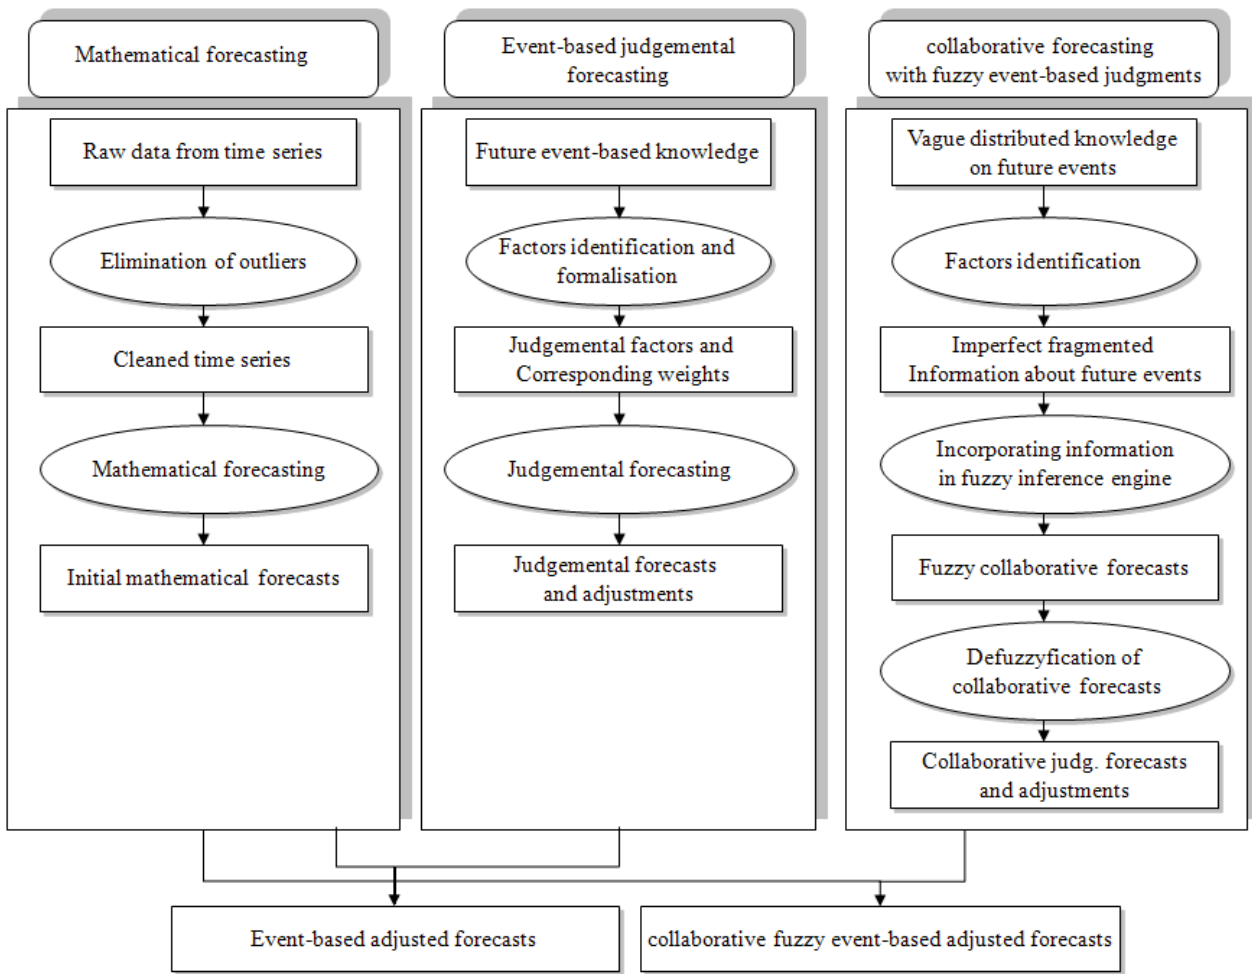 Mathematical forecasting
Event-based judgemental
forecasting
collaborative forecasting
with fuzzy event-based judgments
Raw data from time series
Elimination of outliers
Cleaned time series
Mathematical forecasting
Initial mathematical forecasts
Future event-based knowledge
Factors identification and
formalisation
Judgemental factors and
Corresponding weights
Judgemental forecasting
Judgemental forecasts
and adjustments
Vague distributed knowledge
on future events
Factors identification
Imperfect fragmented
Information about future events
Incorporating information
in fuzzy inference engine
Fuzzy collaborative forecasts
Defuzzyfication of
collaborative forecasts
Collaborative judg. forecasts
and adjustments
Event-based adjusted forecasts
collaborative fuzzy event-based adjusted forecasts